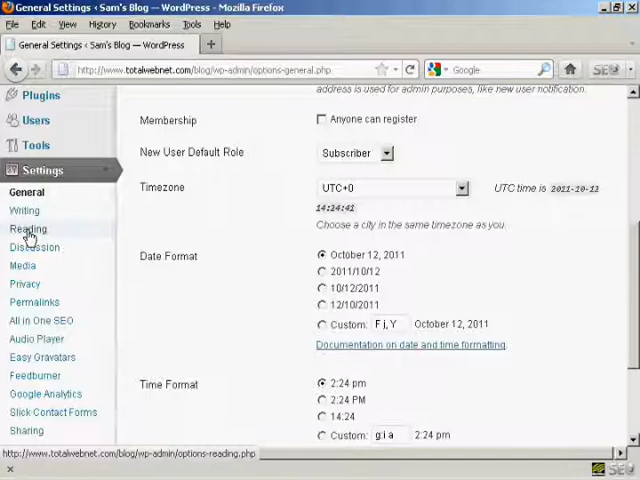 General Settings ‹ Sam's Blog — WordPress - Mozilla Firefox
File Edit View History Bookmarks Tools Help
General Settings ‹ Sam's Blog — WordPress
http://www.totalwebnet.com/blog/wp-admin/options-general.php
Google
SEO
Plugins
address is used for admin purposes, like new user notification.
Users
Membership
Anyone can register
Tools
New User Default Role
Subscriber
Settings
General
Timezone
UTC+0
UTC time is 2011-10-12
14:24:42
Writing
Choose a city in the same timezone as you.
Reading
Discussion
Date Format
October 12, 2011
Media
2011/10/12
Privacy
10/12/2011
Permalinks
12/10/2011
All in One SEO
Custom: F j, Y October 12, 2011
Audio Player
Documentation on date and time formatting.
Easy Gravatars
Feedburner
Time Format
2:24 pm
Google Analytics
2:24 PM
Slick Contact Forms
14:24
Sharing
Custom: g:i a 2:24 pm
http://www.totalwebnet.com/blog/wp-admin/options-reading.php
SEO